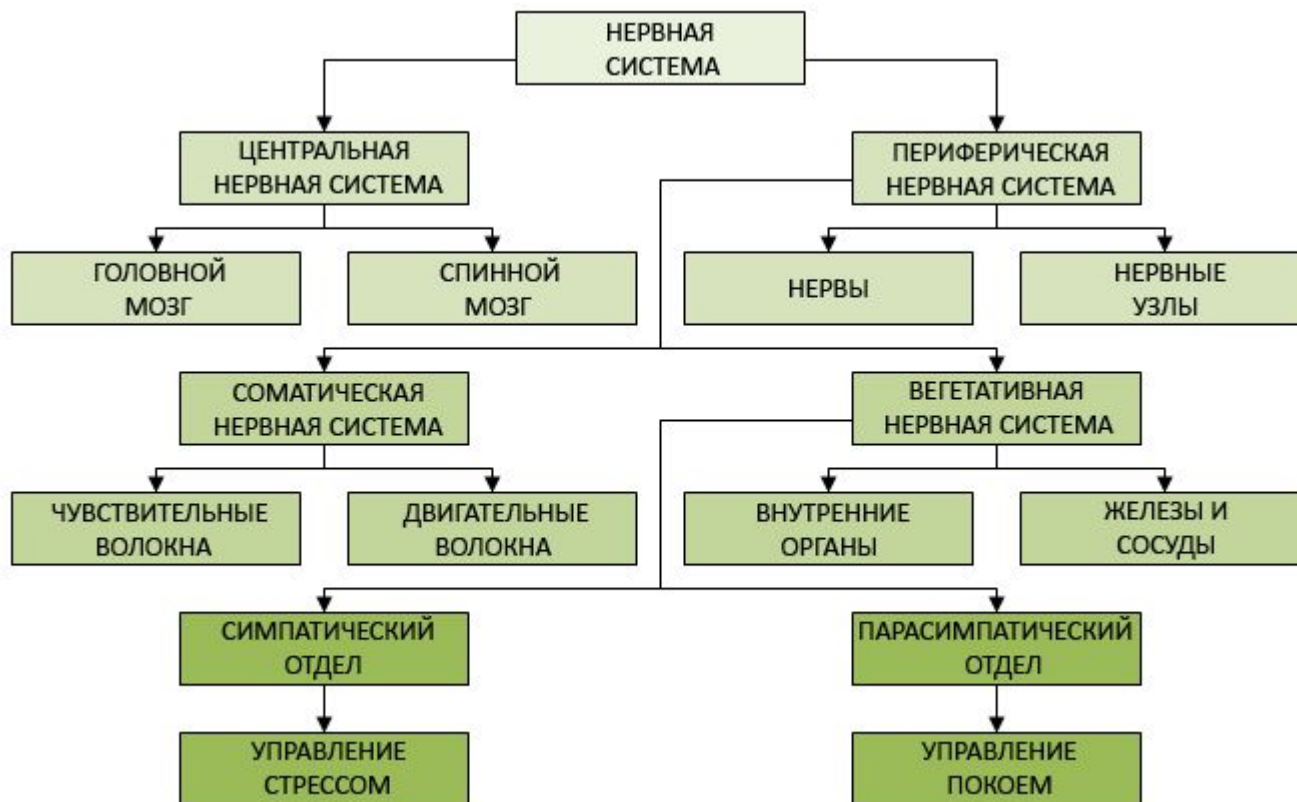 НЕРВНАЯ
СИСТЕМА
ЦЕНТРАЛЬНАЯ
НЕРВНАЯ СИСТЕМА
ПЕРИФЕРИЧЕСКАЯ
НЕРВНАЯ СИСТЕМА
ГОЛОВНОЙ
МОЗГ
СПИННОЙ
МОЗГ
НЕРВЫ
НЕРВНЫЕ
УЗЛЫ
СОМАТИЧЕСКАЯ
НЕРВНАЯ СИСТЕМА
ВЕГЕТАТИВНАЯ
НЕРВНАЯ СИСТЕМА
ЧУВСТВИТЕЛЬНЫЕ
ВОЛОКНА
ДВИГАТЕЛЬНЫЕ
ВОЛОКНА
ВНУТРЕННИЕ
ОРГАНЫ
ЖЕЛЕЗЫ И
СОСУДЫ
СИМПАТИЧЕСКИЙ
ОТДЕЛ
ПАРАСИМПАТИЧЕСКИЙ
ОТДЕЛ
УПРАВЛЕНИЕ
СТРЕССОМ
УПРАВЛЕНИЕ
ПОКОЕМ